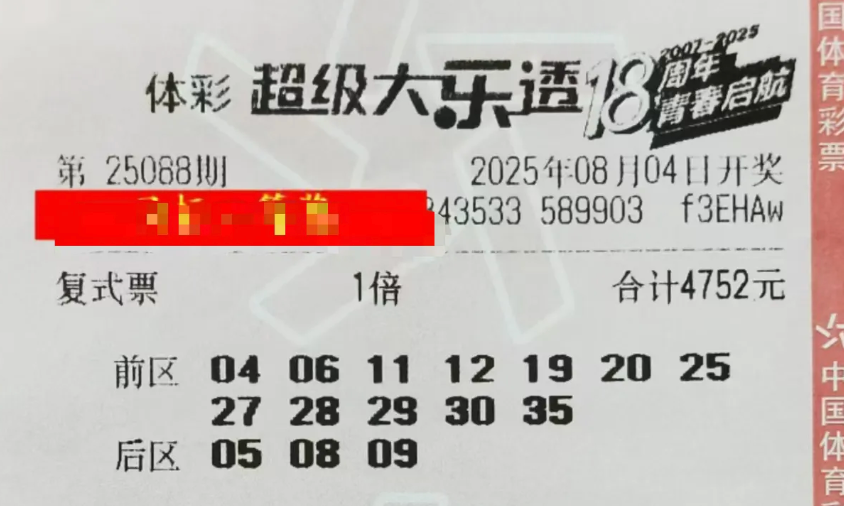 2007-2025
体彩 超级大乐透 18周年
青春启航
第 25088期 2025年08月04日开奖
43533 589903 f3EHAw
复式票 1倍 合计4752元
前区 04 06 11 12 19 20 25
27 28 29 30 35
后区 05 08 09
国体育彩票
中国体育